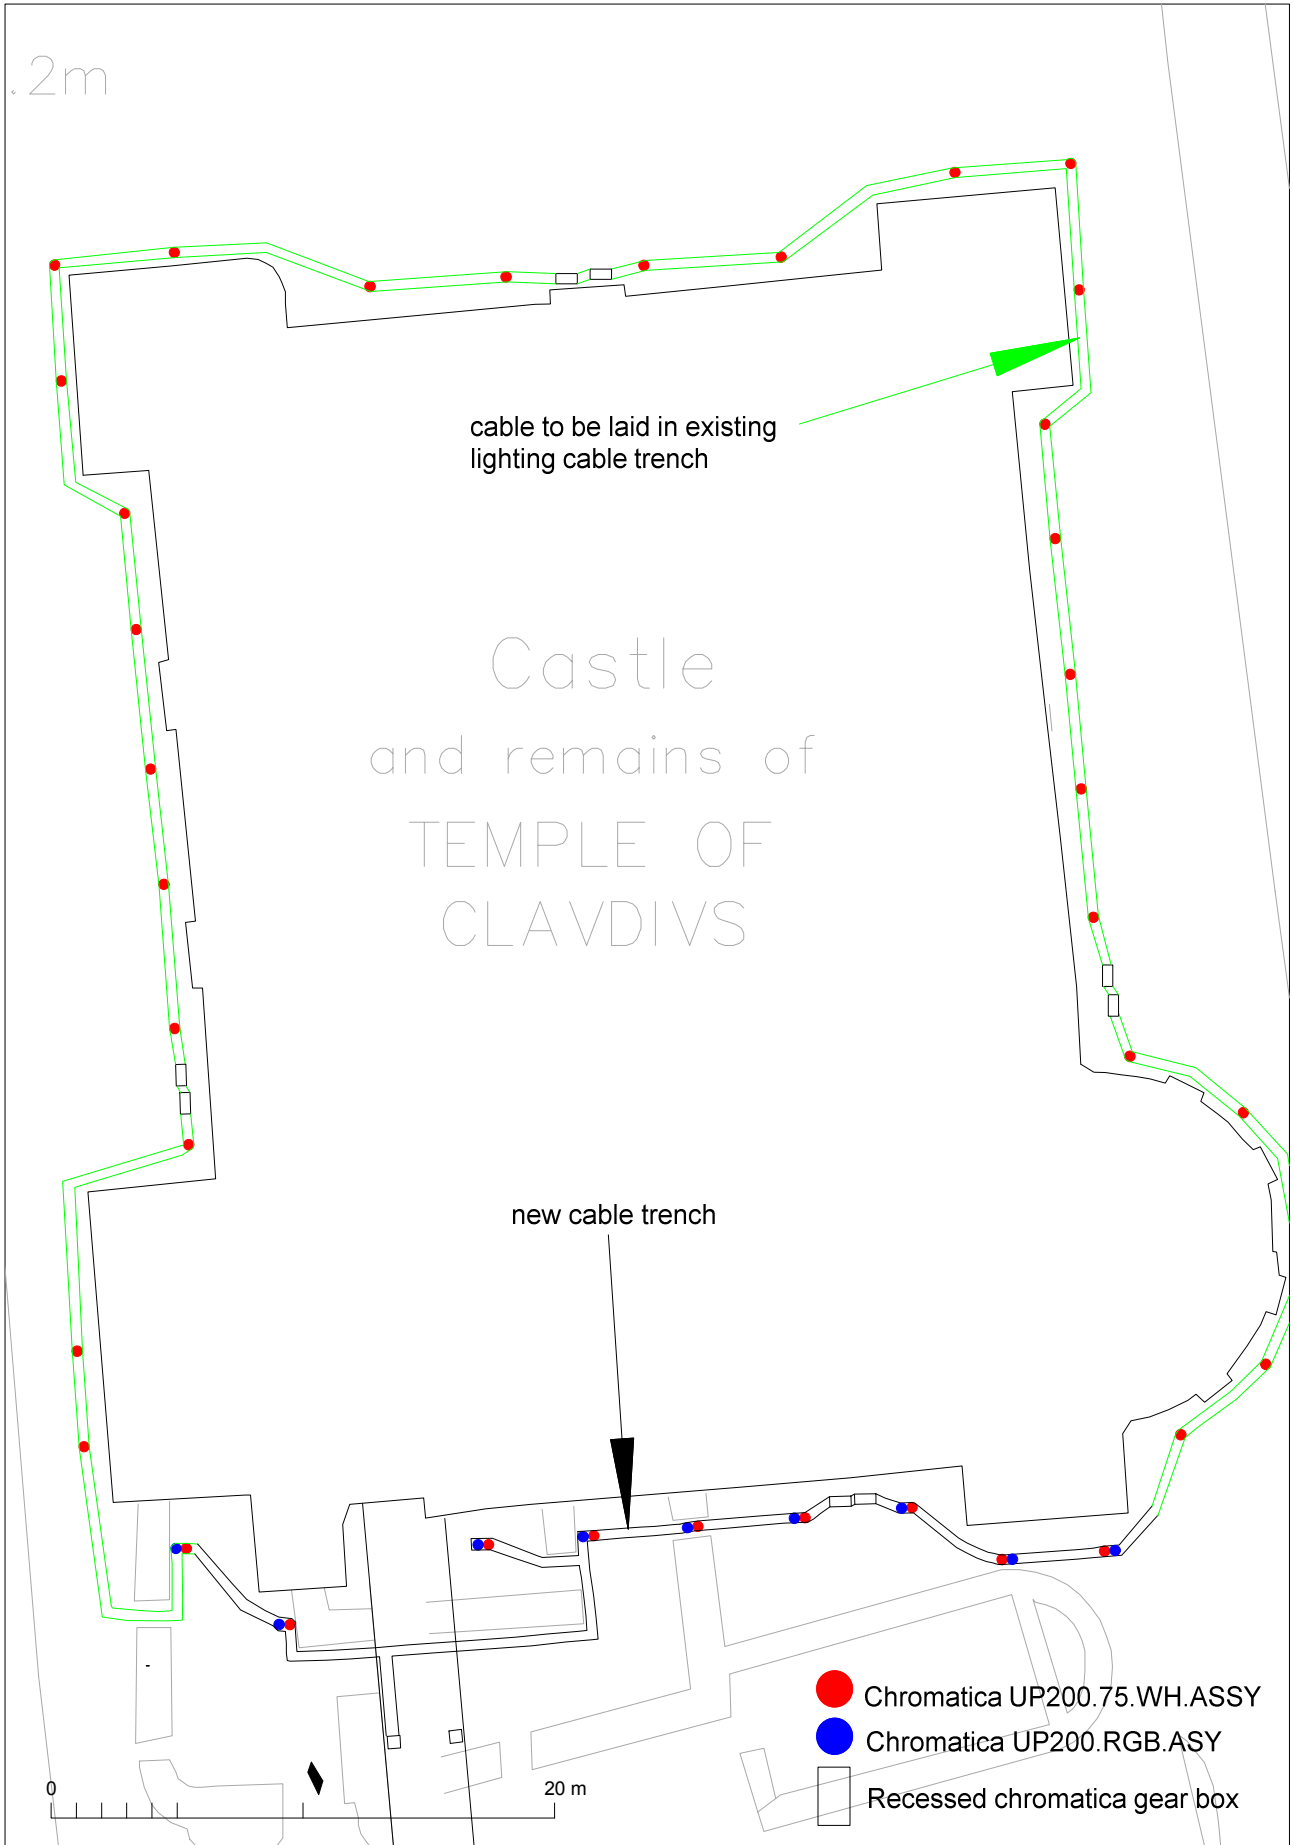 .2m
cable to be laid in existing
lighting cable trench
Castle
and remains of
TEMPLE OF
CLAVDIVS
new cable trench
Chromatica UP200.75.WH.ASSY
Chromatica UP200.RGB.ASY
Recessed chromatica gear box
0 20 m